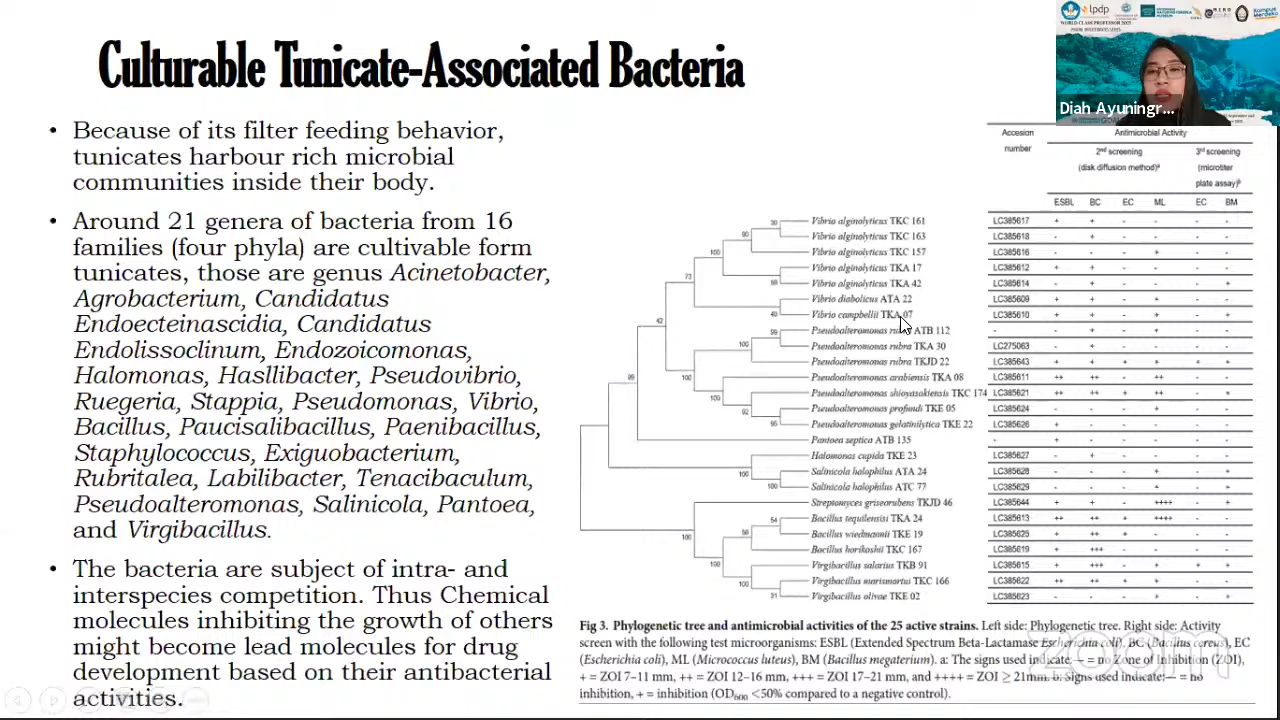 Culturable Tunicate-Associated Bacteria
• Because of its filter feeding behavior,
tunicates harbour rich microbial
communities inside their body.
• Around 21 genera of bacteria from 16
families (four phyla) are cultivable form
tunicates, those are genus Acinetobacter,
Agrobacterium, Candidatus
Endoecteinascidia, Candidatus
Endolissoclinum, Endozoicomonas,
Halomonas, Hasllibacter, Pseudovibrio,
Ruegeria, Stappia, Pseudomonas, Vibrio,
Bacillus, Paucisalibacillus, Paenibacillus,
Staphylococcus, Exiguobacterium,
Rubritalea, Labilibacter, Tenacibaculum,
Pseudoalteromonas, Salinicola, Pantoea,
and Virgibacillus.
• The bacteria are subject of intra- and
interspecies competition. Thus Chemical
molecules inhibiting the growth of others
might become lead molecules for drug
development based on their antibacterial
activities.
lpdp
WORLD CLASS PROFESSOR
Kampus
Merdeka
Diah Ayuningr...
Accesion
number
Antimicrobial Activity
2nd screening
(disk diffusion method)a
3rd screening
(microtiter
plate assay)b
ESBL BC EC ML EC BM
Vibrio alginolyticus TKC 161 LC385617 + + - - - -
Vibrio alginolyticus TKC 163 LC385618 - + - - - -
Vibrio alginolyticus TKC 157 LC385616 - - - + - -
Vibrio alginolyticus TKA 17 LC385612 + + - - - -
Vibrio alginolyticus TKA 42 LC385614 - + - - - +
Vibrio diabolicus ATA 22 LC385609 + + - + - -
Vibrio campbellii TKA 07 LC385610 + + - + - +
Pseudoalteromonas ATB 112 - - + - + - -
Pseudoalteromonas rubra TKA 30 LC275063 - + - - - -
Pseudoalteromonas rubra TKJD 22 LC385643 + + + + + +
Pseudoalteromonas arabiensis TKA 08 LC385611 ++ ++ - ++ - -
Pseudoalteromonas shioyasakiensis TKC 174 LC385621 ++ ++ + ++ - +
Pseudoalteromonas profundi TKE 05 LC385624 - - - + - -
Pseudoalteromonas gelatinilytica TKE 22 LC385626 + - - - - -
Pantoea septica ATB 135 - + - - - - -
Halomonas cupida TKE 23 LC385627 - + - - - -
Salinicola halophilus ATA 24 LC385628 - - - + - +
Salinicola halophilus ATC 77 LC385629 - - - + - +
Streptomyces griseorubens TKJD 46 LC385644 + + - ++++ - +
Bacillus tequilensisi TKA 24 LC385613 ++ ++ + ++++ - -
Bacillus wiedmannii TKE 19 LC385625 + ++ + - - -
Bacillus horikoshii TKC 167 LC385619 + +++ - - - -
Virgibacillus salarius TKB 91 LC385615 + +++ - + + +
Virgibacillus marismortui TKC 166 LC385622 ++ ++ + + - -
Virgibacillus olivae TKE 02 LC385623 - - - + - +
Fig 3. Phylogenetic tree and antimicrobial activities of the 25 active strains. Left side: Phylogenetic tree. Right side: Activity
screen with the following test microorganisms: ESBL (Extended Spectrum Beta-Lactamase Escherichia coli), BC (Bacillus cereus), EC
(Escherichia coli), ML (Micrococcus luteus), BM (Bacillus megaterium). a: The signs used indicate — = no Zone of inhibition (ZOI),
+ = ZOI 7–11 mm, ++ = ZOI 12–16 mm, +++ = ZOI 17–21 mm, and ++++ = ZOI ≥ 21mm. b: Signs used indicate: — = no
inhibition, + = inhibition (OD600 <50% compared to a negative control).
zoom